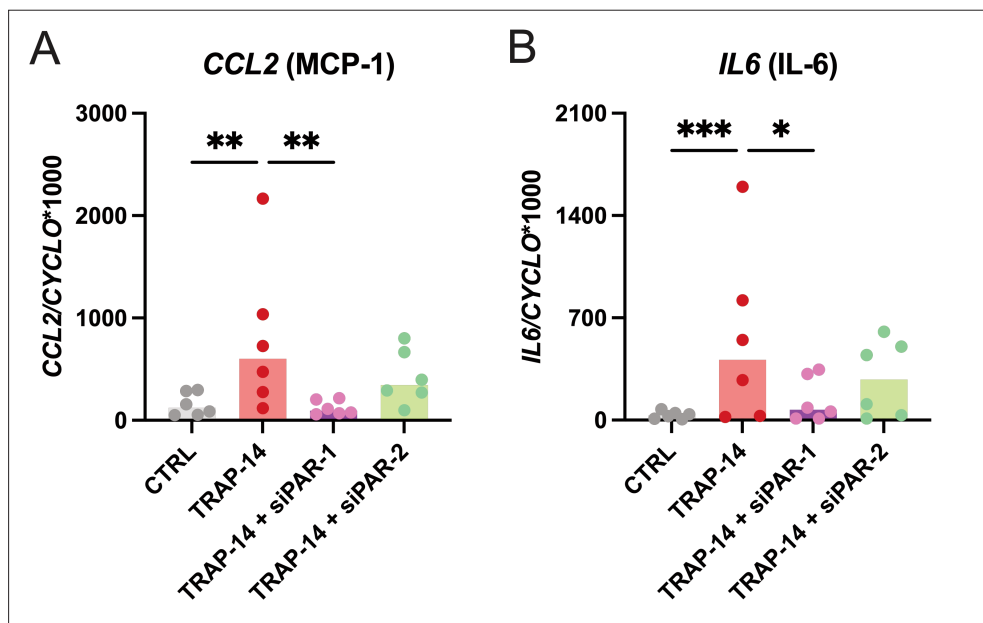 A
CCL2 (MCP-1)
CCL2/CYCLO*1000
3000
2000
1000
0
** **
CTRL
TRAP-14
TRAP-14 + siPAR-1
TRAP-14 + siPAR-2
B
IL6 (IL-6)
IL6/CYCLO*1000
2100
1400
700
0
*** *
CTRL
TRAP-14
TRAP-14 + siPAR-1
TRAP-14 + siPAR-2